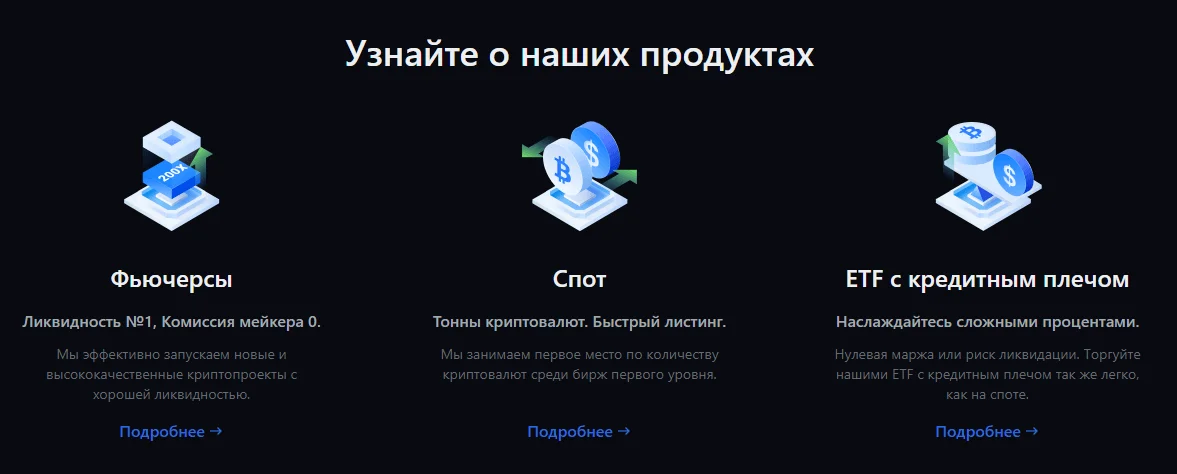 Узнайте о наших продуктах
200X
Фьючерсы
Ликвидность №1, Комиссия мейкера 0.
Мы эффективно запускаем новые и
высококачественные криптопроекты с
хорошей ликвидностью.
Подробнее →
Спот
Тонны криптовалют. Быстрый листинг.
Мы занимаем первое место по количеству
криптовалют среди бирж первого уровня.
Подробнее →
ETF с кредитным плечом
Наслаждайтесь сложными процентами.
Нулевая маржа или риск ликвидации. Торгуйте
нашими ETF с кредитным плечом так же легко,
как на споте.
Подробнее →